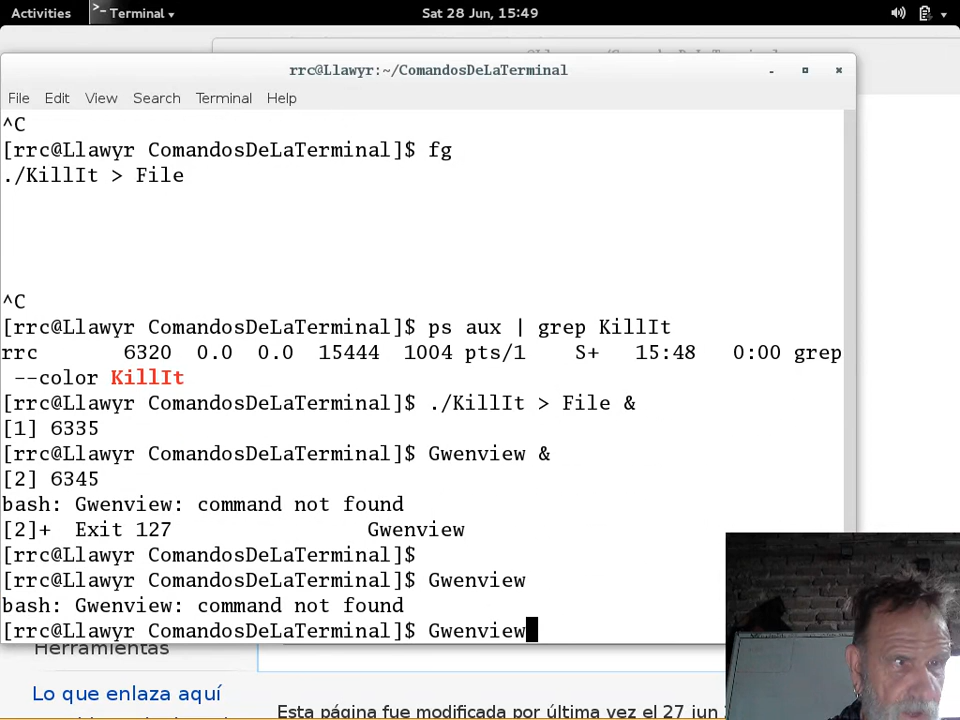 Activities >_ Terminal Sat 28 Jun, 15:49
rrc@Llawyr:~/ComandosDeLaTerminal - ×
File Edit View Search Terminal Help
^C
[rrc@Llawyr ComandosDeLaTerminal]$ fg
./KillIt > File
^C
[rrc@Llawyr ComandosDeLaTerminal]$ ps aux | grep KillIt
rrc 6320 0.0 0.0 15444 1004 pts/1 S+ 15:48 0:00 grep
--color KillIt
[rrc@Llawyr ComandosDeLaTerminal]$ ./KillIt > File &
[1] 6335
[rrc@Llawyr ComandosDeLaTerminal]$ Gwenview &
[2] 6345
bash: Gwenview: command not found
[2]+ Exit 127 Gwenview
[rrc@Llawyr ComandosDeLaTerminal]$
[rrc@Llawyr ComandosDeLaTerminal]$ Gwenview
bash: Gwenview: command not found
[rrc@Llawyr ComandosDeLaTerminal]$ Gwenview
Herramientas
Lo que enlaza aquí
Esta página fue modificada por última vez el 27 jun